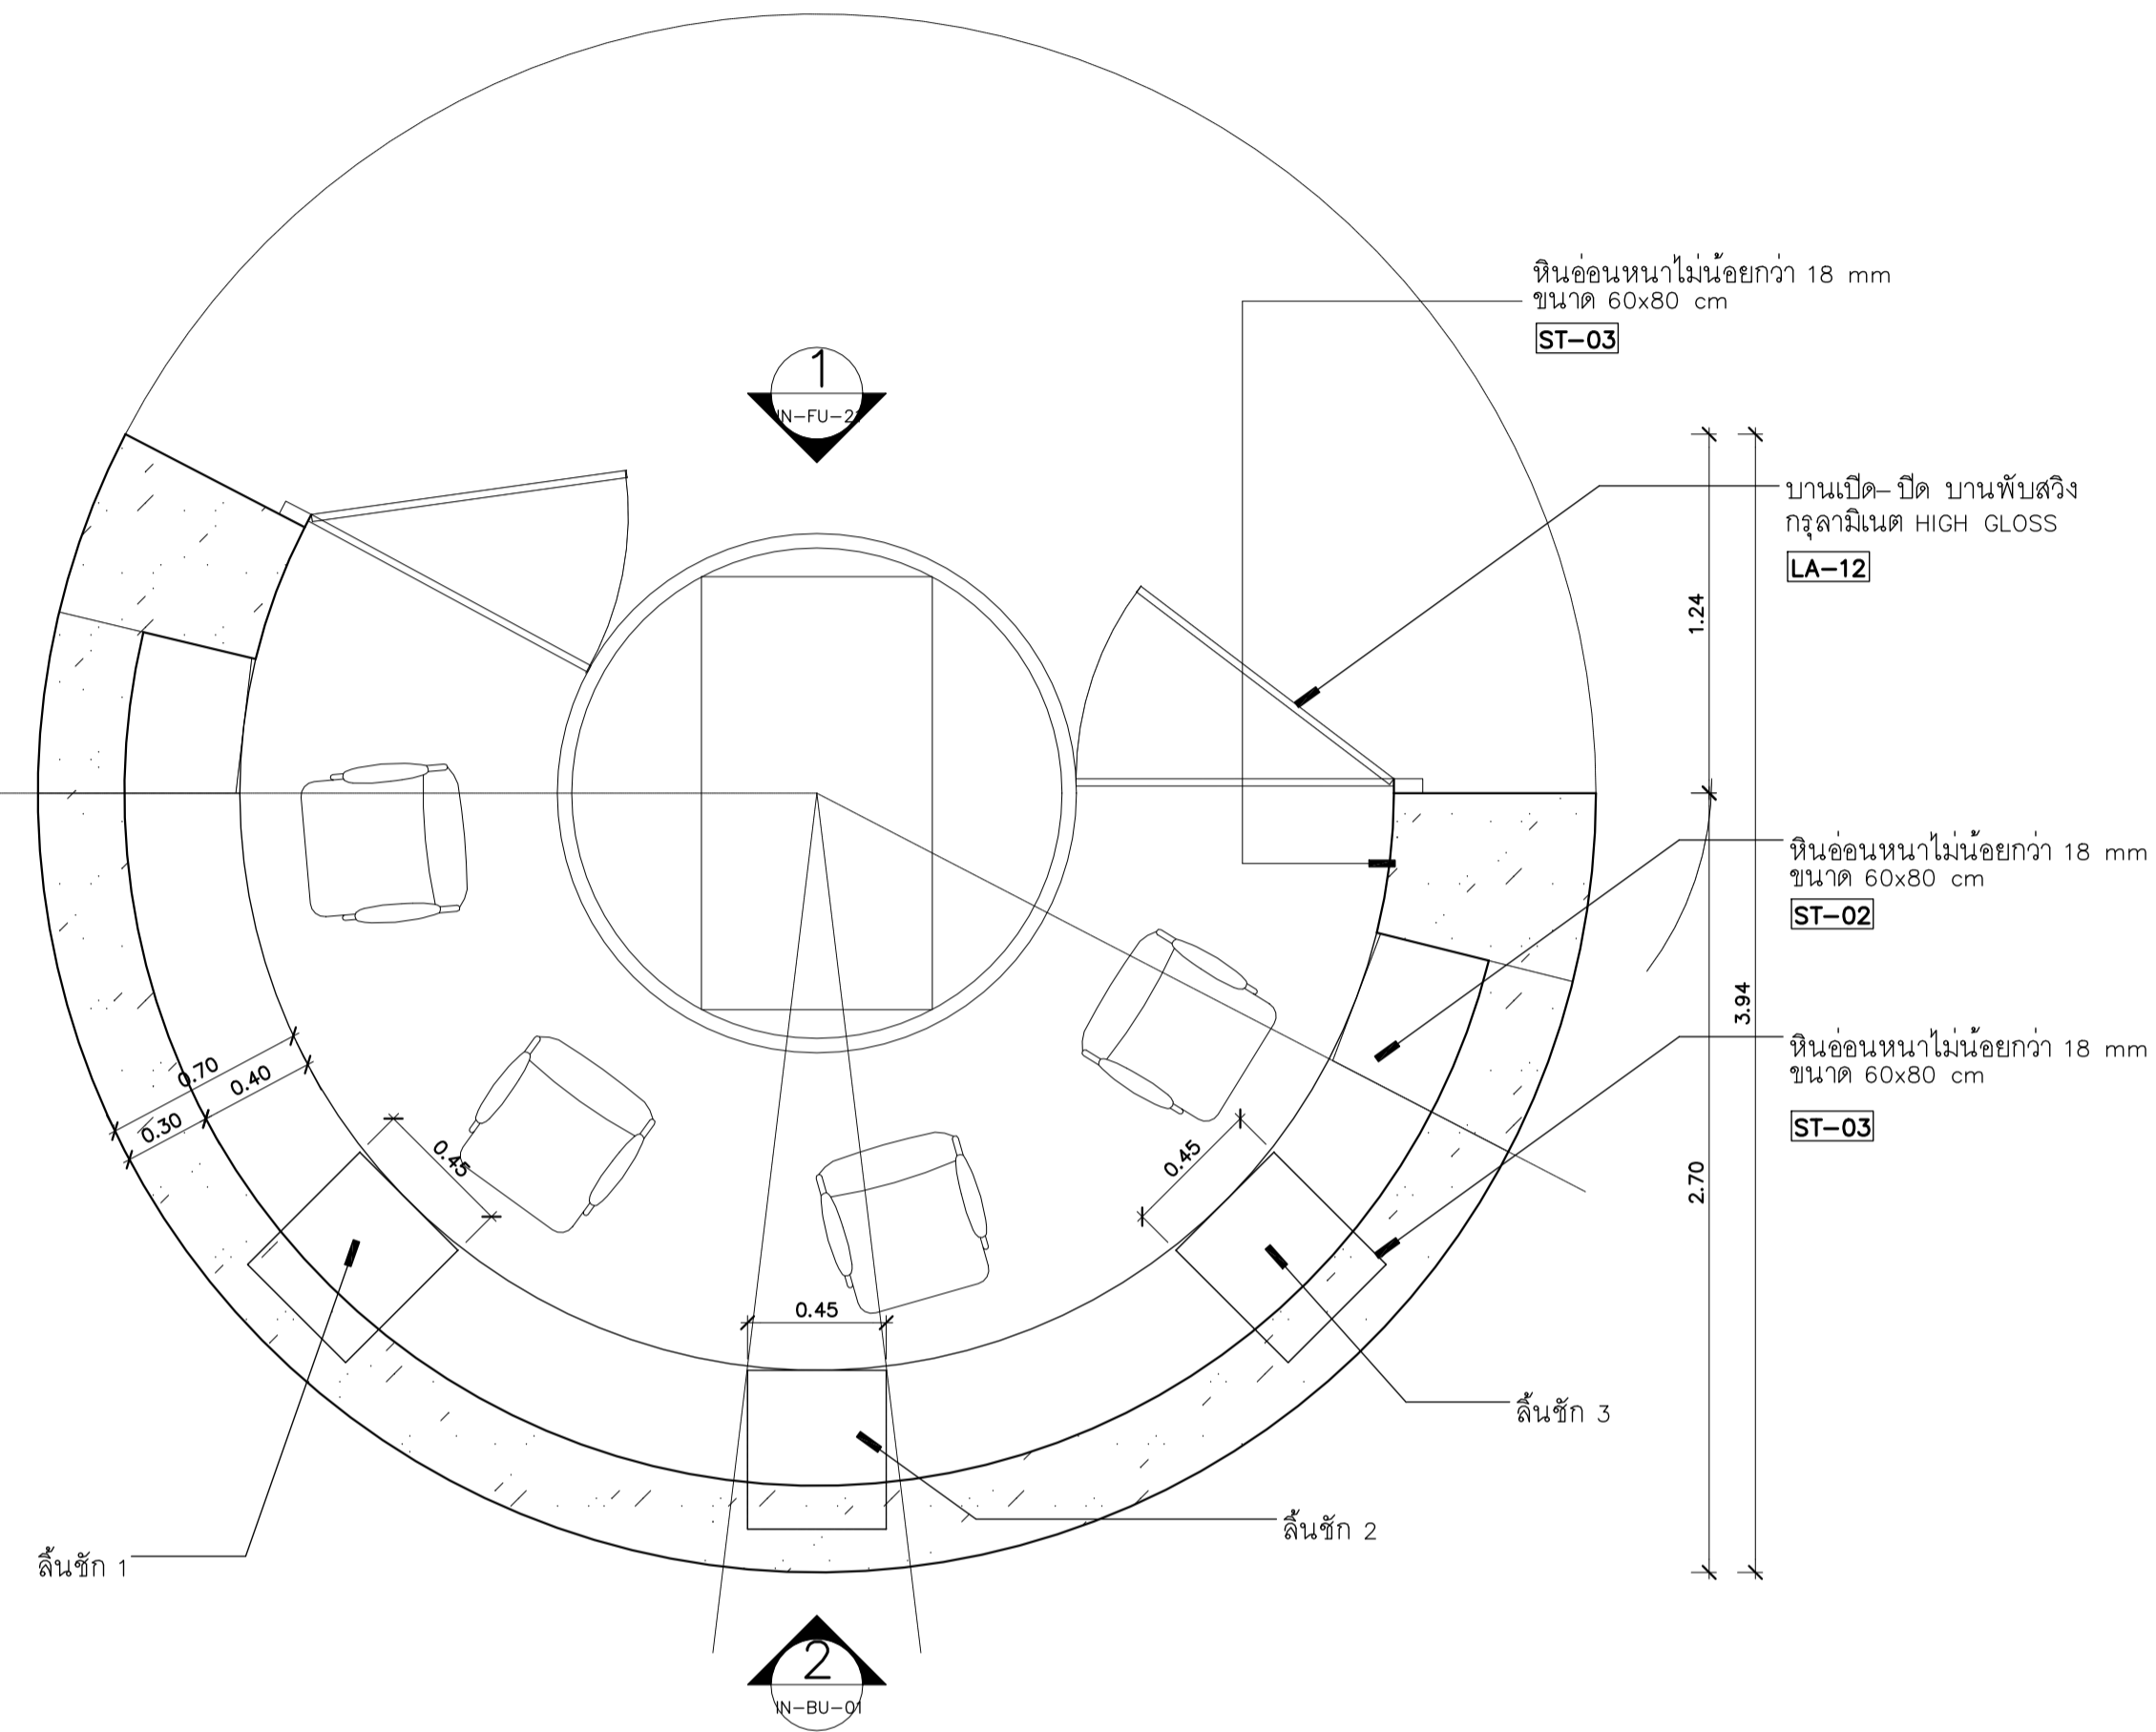 หินอ่อนหนาไม่น้อยกว่า 18 mm
ขนาด 60x80 cm
ST-03
1
IN-FU-2
บานเปิด-ปิด บานพับสวิง
กรุลามิเนต HIGH GLOSS
LA-12
1.24
หินอ่อนหนาไม่น้อยกว่า 18 mm
ขนาด 60x80 cm
ST-02
3.94
หินอ่อนหนาไม่น้อยกว่า 18 mm
ขนาด 60x80 cm
ST-03
0.70
0.40
0.30
0.45
0.45
2.70
0.45
ลิ้นชัก 3
ลิ้นชัก 2
ลิ้นชัก 1
2
IN-BU-01